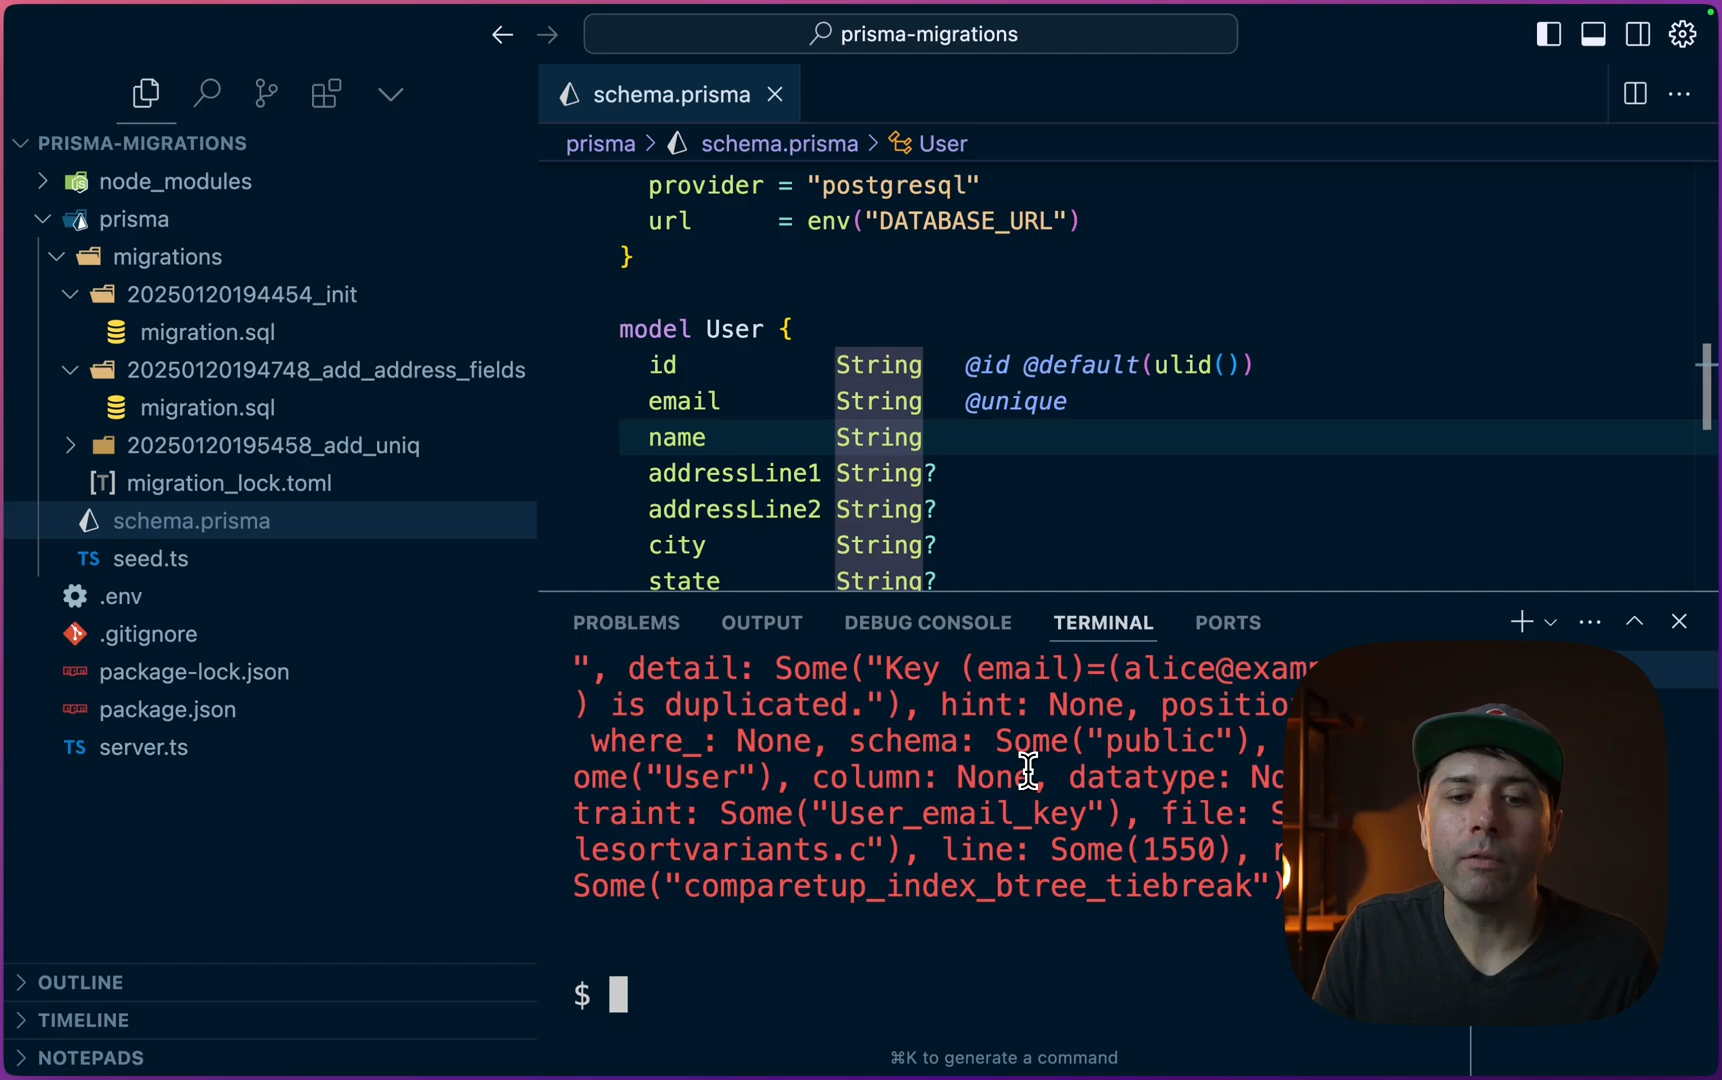 prisma-migrations
PRISMA-MIGRATIONS
node_modules
prisma
migrations
20250120194454_init
migration.sql
20250120194748_add_address_fields
migration.sql
20250120195458_add_uniq
[T] migration_lock.toml
schema.prisma
TS seed.ts
.env
.gitignore
package-lock.json
package.json
TS server.ts
OUTLINE
TIMELINE
NOTEPADS
schema.prisma
prisma > schema.prisma > User
provider = "postgresql"
url = env("DATABASE_URL")
}
model User {
id String @id @default(ulid())
email String @unique
name String
addressLine1 String?
addressLine2 String?
city String?
state String?
PROBLEMS OUTPUT DEBUG CONSOLE TERMINAL PORTS
", detail: Some("Key (email)=(alice@exam
) is duplicated."), hint: None, positio
where_: None, schema: Some("public"),
ome("User"), column: None, datatype: No
traint: Some("User_email_key"), file: S
lesortvariants.c"), line: Some(1550), r
Some("comparetup_index_btree_tiebreak")
$
⌘K to generate a command